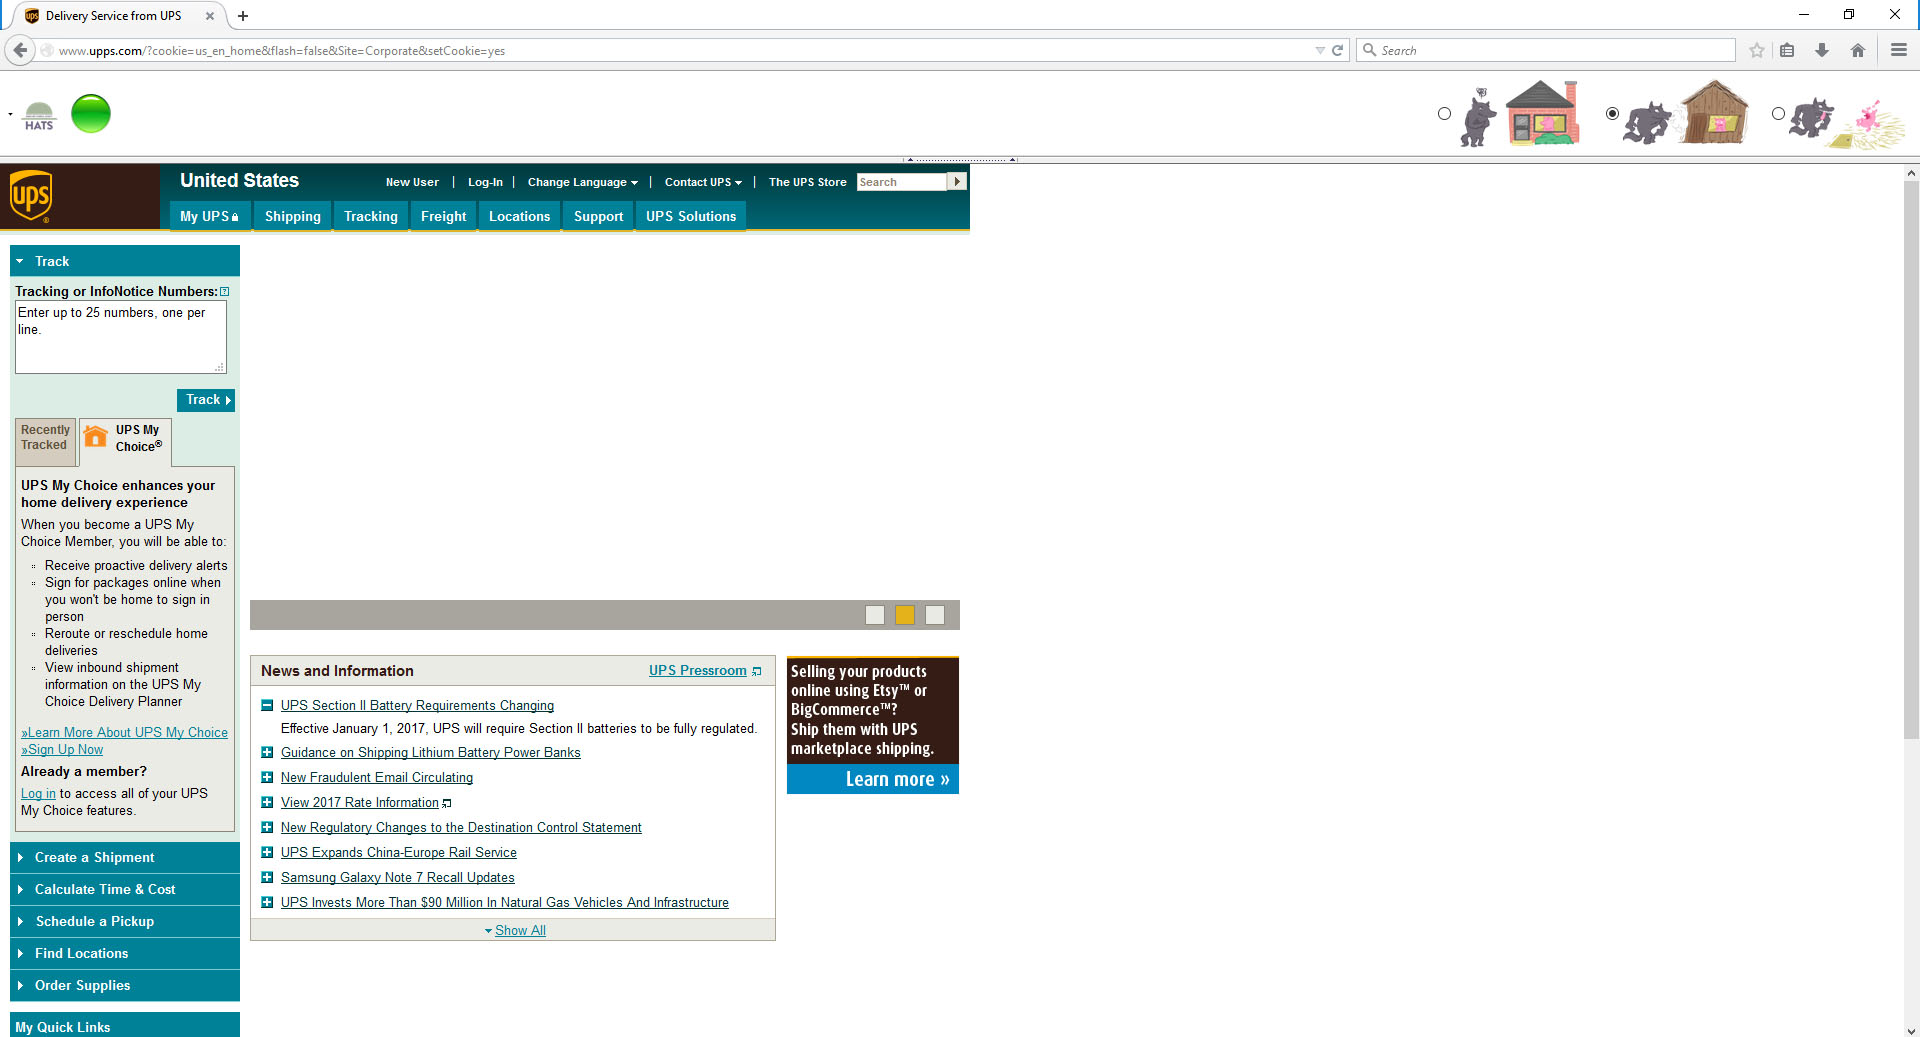 Delivery Service from UPS
www.upps.com/?cookie=us_en_home&flash=false&Site=Corporate&setCookie=yes
Search
HATS
ups
United States
New User | Log-In | Change Language | Contact UPS | The UPS Store
Search
My UPS
Shipping
Tracking
Freight
Locations
Support
UPS Solutions
Track
Tracking or InfoNotice Numbers:
Enter up to 25 numbers, one per
line.
Track
Recently
Tracked
UPS My
Choice®
UPS My Choice enhances your
home delivery experience
When you become a UPS My
Choice Member, you will be able to:
Receive proactive delivery alerts
Sign for packages online when
you won't be home to sign in
person
Reroute or reschedule home
deliveries
View inbound shipment
information on the UPS My
Choice Delivery Planner
»Learn More About UPS My Choice
»Sign Up Now
Already a member?
Log in to access all of your UPS
My Choice features.
Create a Shipment
Calculate Time & Cost
Schedule a Pickup
Find Locations
Order Supplies
My Quick Links
News and Information
UPS Pressroom
UPS Section II Battery Requirements Changing
Effective January 1, 2017, UPS will require Section II batteries to be fully regulated.
Guidance on Shipping Lithium Battery Power Banks
New Fraudulent Email Circulating
View 2017 Rate Information
New Regulatory Changes to the Destination Control Statement
UPS Expands China-Europe Rail Service
Samsung Galaxy Note 7 Recall Updates
UPS Invests More Than $90 Million In Natural Gas Vehicles And Infrastructure
Show All
Selling your products
online using Etsy™ or
BigCommerce™?
Ship them with UPS
marketplace shipping.
Learn more »